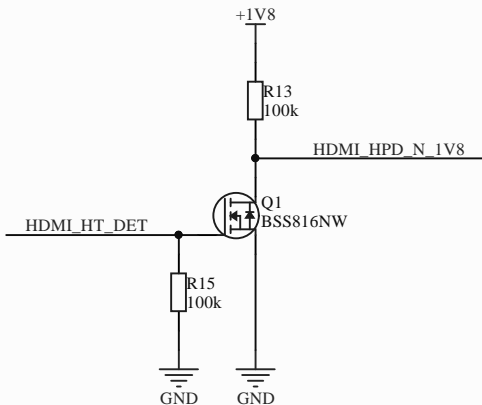 +1V8
R13
100k
HDMI_HPD_N_1V8
Q1
BSS816NW
HDMI_HT_DET
R15
100k
GND
GND